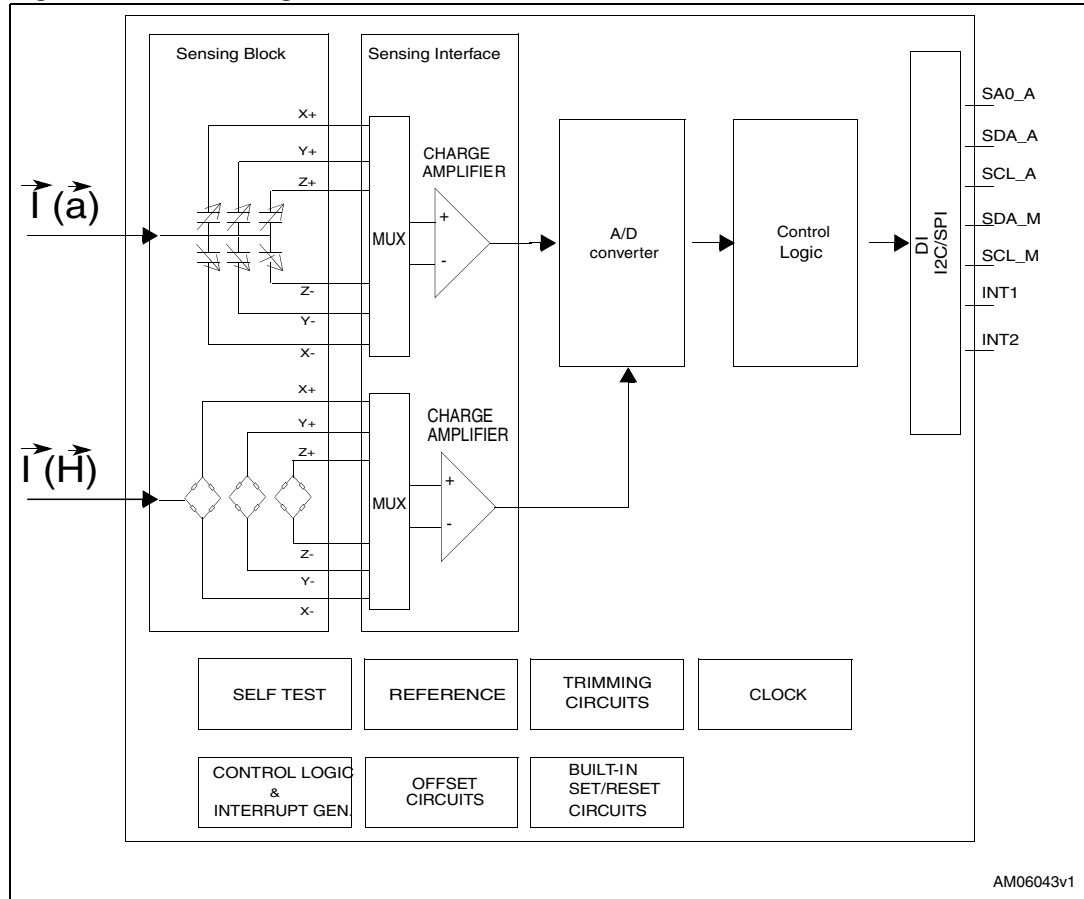 Sensing Block
Sensing Interface
X+
Y+
Z+
Z-
Y-
X-
I (a)
MUX
CHARGE
AMPLIFIER
+
-
A/D
converter
Control
Logic
DI
I2C/SPI
SA0_A
SDA_A
SCL_A
SDA_M
SCL_M
INT1
INT2
X+
Y+
Z+
Z-
Y-
X-
I (H)
MUX
CHARGE
AMPLIFIER
+
-
SELF TEST
REFERENCE
TRIMMING
CIRCUITS
CLOCK
CONTROL LOGIC
&
INTERRUPT GEN.
OFFSET
CIRCUITS
BUILT-IN
SET/RESET
CIRCUITS
AM06043v1